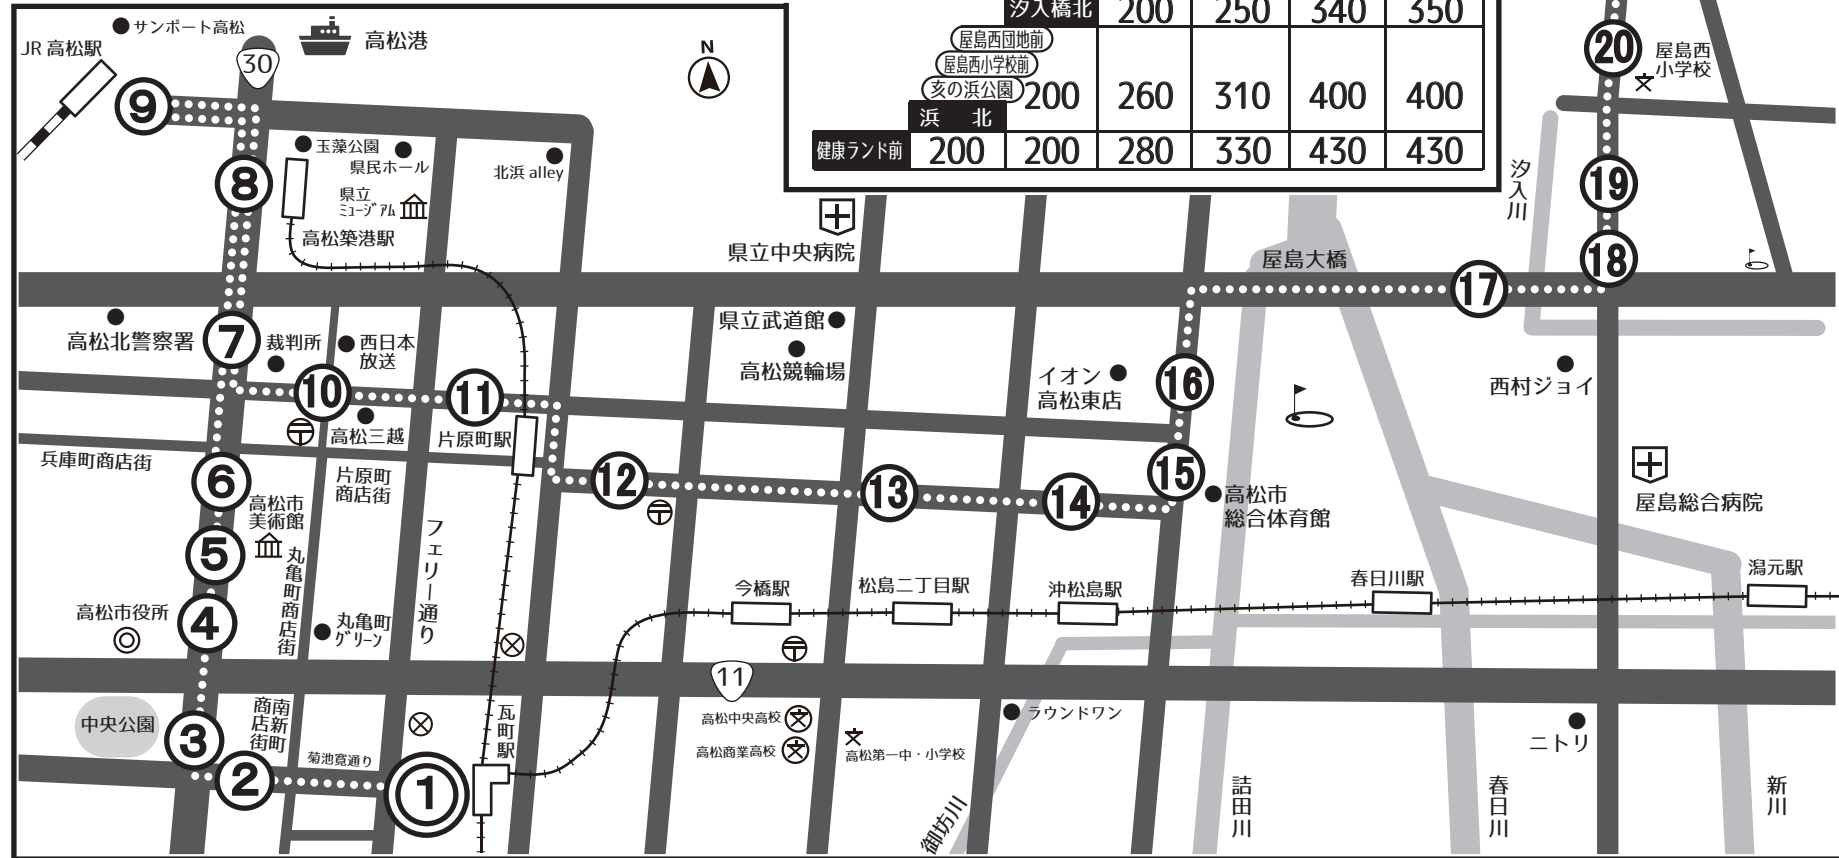 汐入橋北 200 250 340 350
屋島西団地前
屋島西小学校前
亥の浜公園
浜 北
200 260 310 400 400
健康ランド前 200 200 280 330 430 430
サンポート高松
JR 高松駅
30
高松港
N
9
玉藻公園
県民ホール
北浜 alley
8
県立
ミュージアム
高松築港駅
県立中央病院
屋島大橋
汐入川
20
屋島西
小学校
19
18
17
高松北警察署
7
裁判所
西日本
放送
県立武道館
高松競輪場
イオン
高松東店
16
西村ジョイ
10
11
高松三越
片原町駅
兵庫町商店街
片原町
商店街
6
12
13
14
15
高松市
総合体育館
屋島総合病院
高松市
美術館
5
丸亀町商店街
フェリー通り
高松市役所
4
丸亀町
グリーン
今橋駅
松島二丁目駅
沖松島駅
春日川駅
潟元駅
11
中央公園
3
南新町
商店街
2
菊池寛通り
1
瓦町駅
高松中央高校
高松商業高校
高松第一中・小学校
ラウンドワン
ニトリ
御坊川
詰田川
春日川
新川